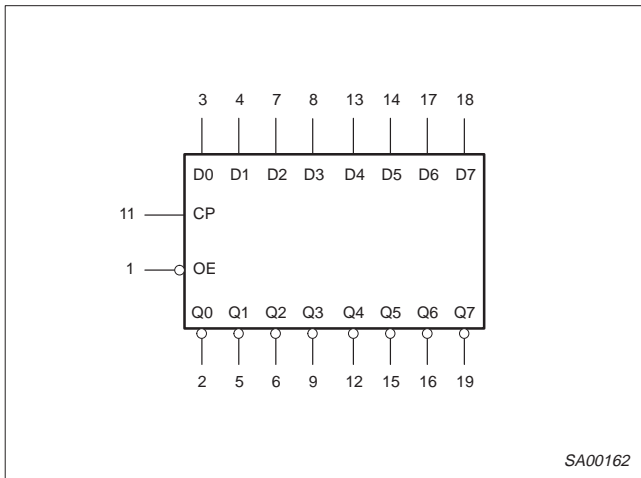 3 4 7 8 13 14 17 18
D0 D1 D2 D3 D4 D5 D6 D7
11 CP
1 OE
Q0 Q1 Q2 Q3 Q4 Q5 Q6 Q7
2 5 6 9 12 15 16 19
SA00162